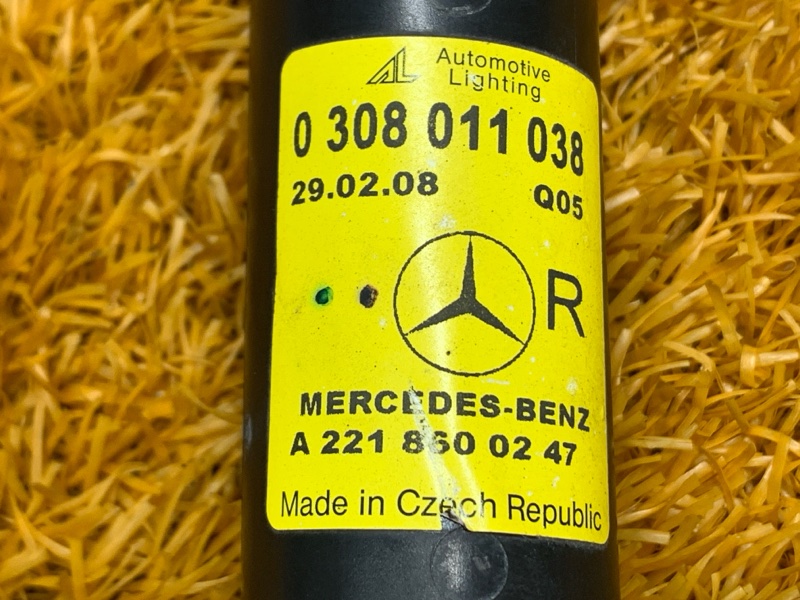 AL Automotive
Lighting
0 308 011 038
29.02.08 Q05
R
MERCEDES-BENZ
A 221 860 02 47
Made in Czech Republic